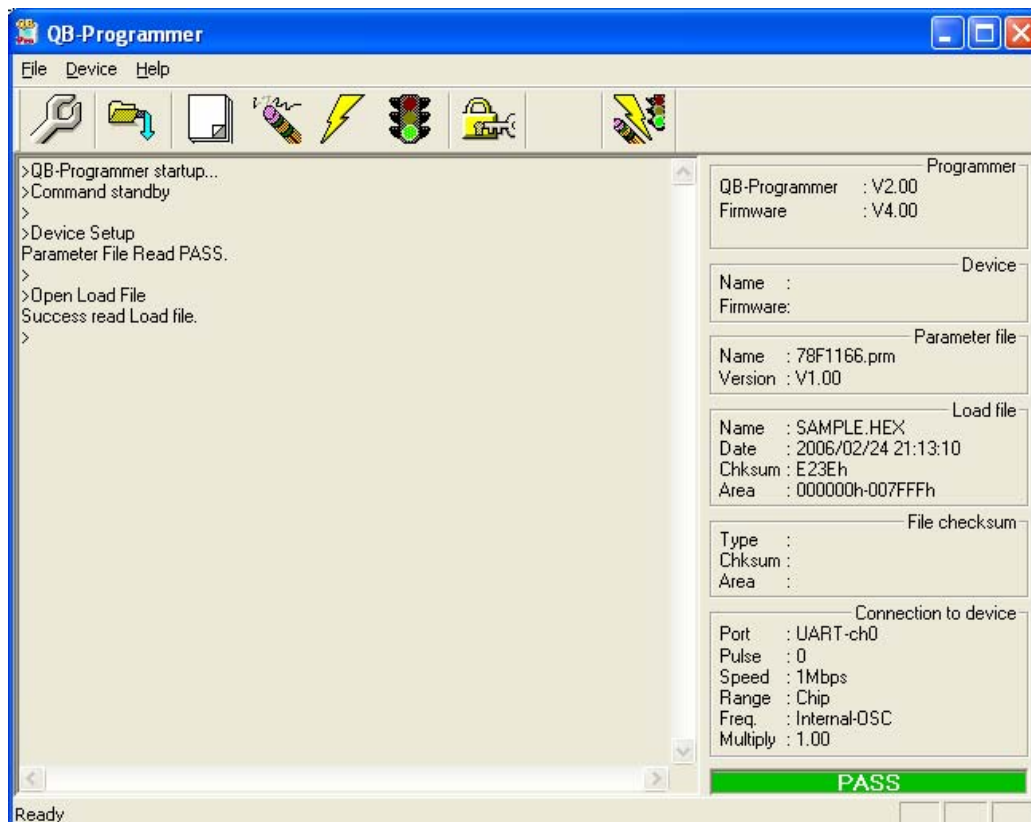 QB-Programmer
File Device Help
>QB-Programmer startup...
>Command standby
>
>Device Setup
Parameter File Read PASS.
>
>Open Load File
Success read Load file.
>
Programmer
QB-Programmer : V2.00
Firmware : V4.00
Device
Name :
Firmware:
Parameter file
Name : 78F1166.prm
Version : V1.00
Load file
Name : SAMPLE.HEX
Date : 2006/02/24 21:13:10
Chksum : E23Eh
Area : 000000h-007FFFh
File checksum
Type :
Chksum :
Area :
Connection to device
Port : UART-ch0
Pulse : 0
Speed : 1Mbps
Range : Chip
Freq. : Internal-OSC
Multiply : 1.00
PASS
Ready